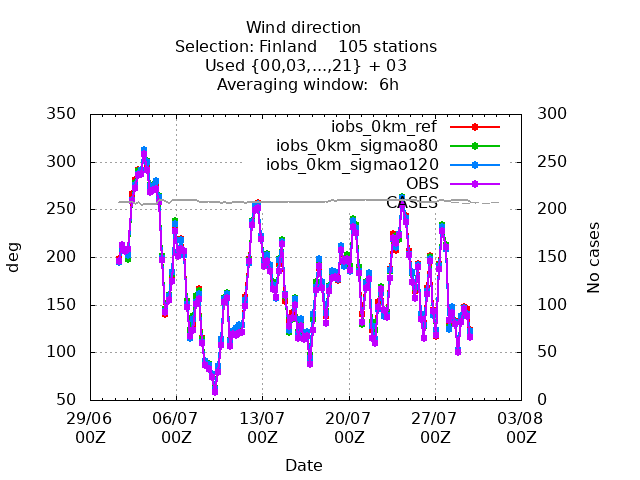 Wind direction
Selection: Finland    105 stations
Used {00,03,...,21} + 03
Averaging window:  6h
350 300
iobs_0km_ref
iobs_0km_sigmao80
300 250
iobs_0km_sigmao120
OBS
CASES
250 200
200 150
deg No cases
150 100
100 50
50 0
29/06 06/07 13/07 20/07 27/07 03/08
00Z 00Z 00Z 00Z 00Z 00Z
Date